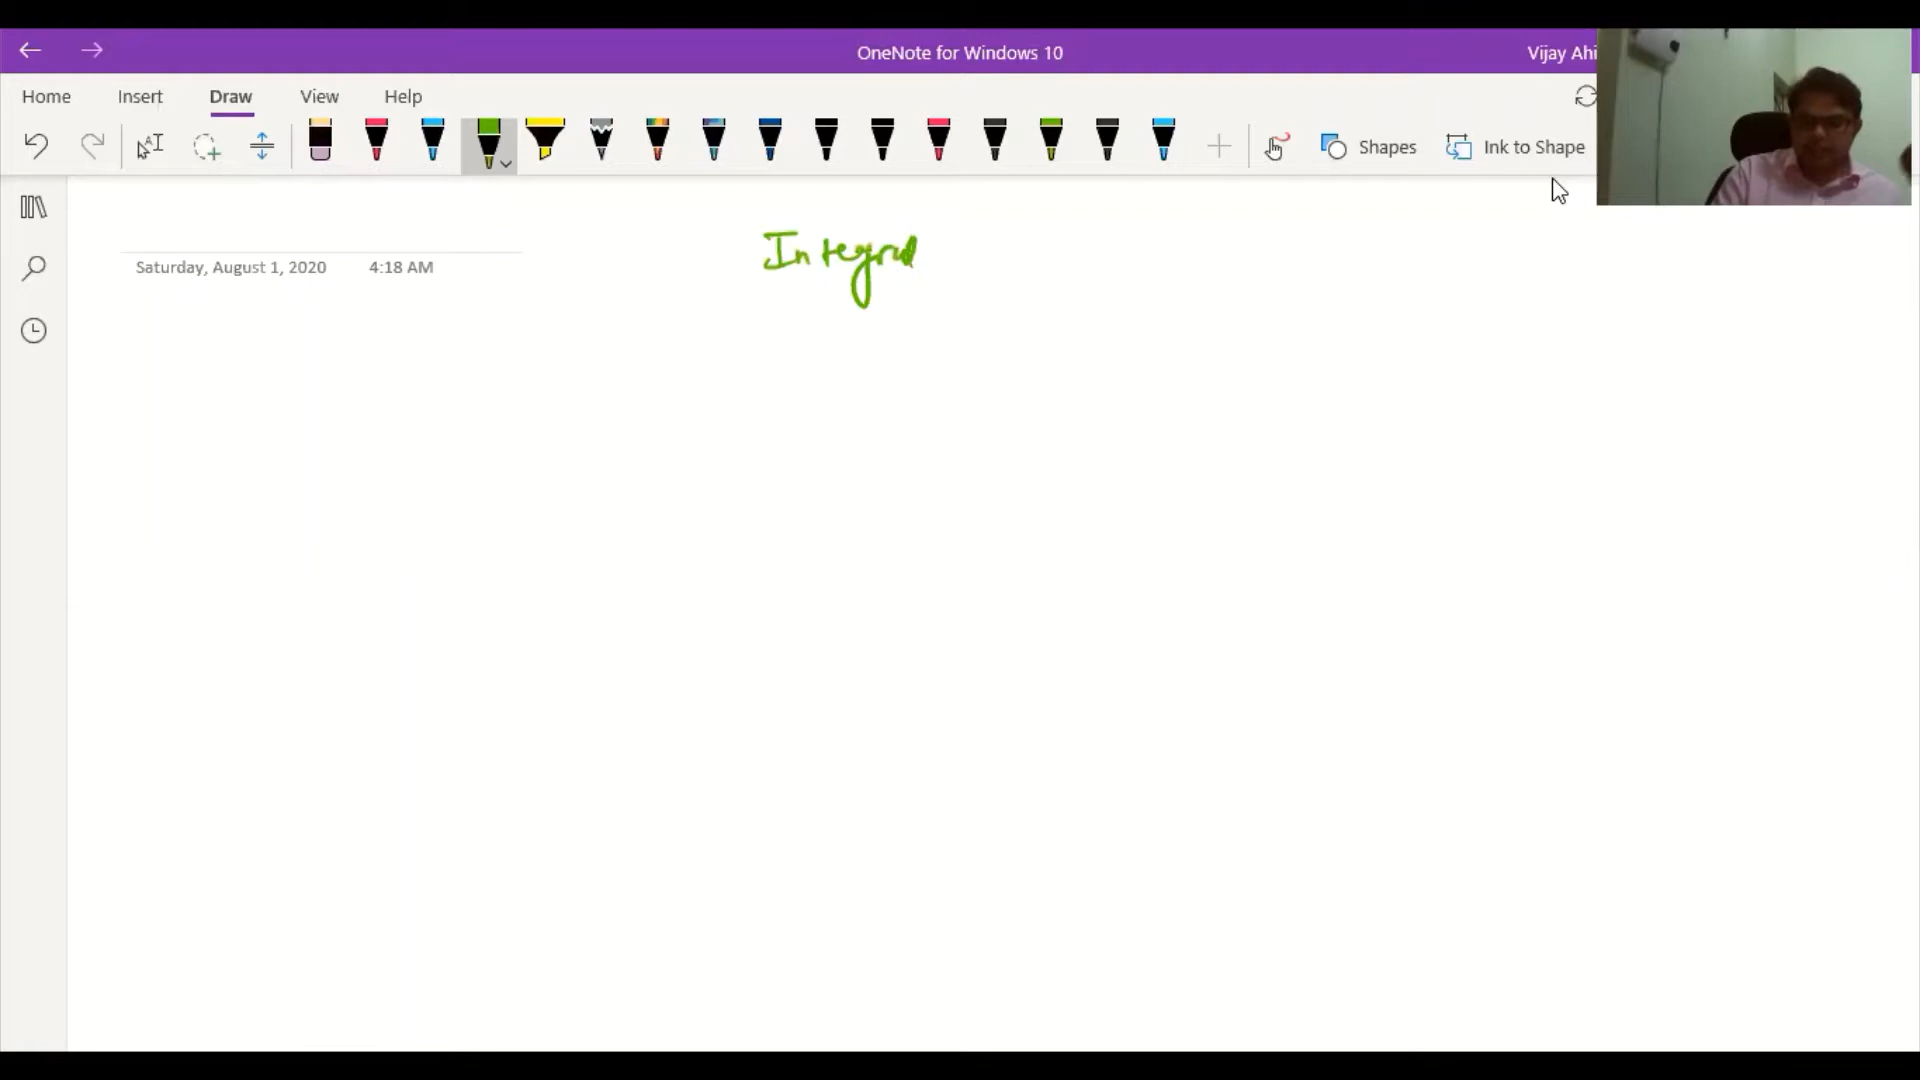 OneNote for Windows 10
Vijay Ahi
Home Insert Draw View Help
Shapes Ink to Shape
Integral
Saturday, August 1, 2020 4:18 AM